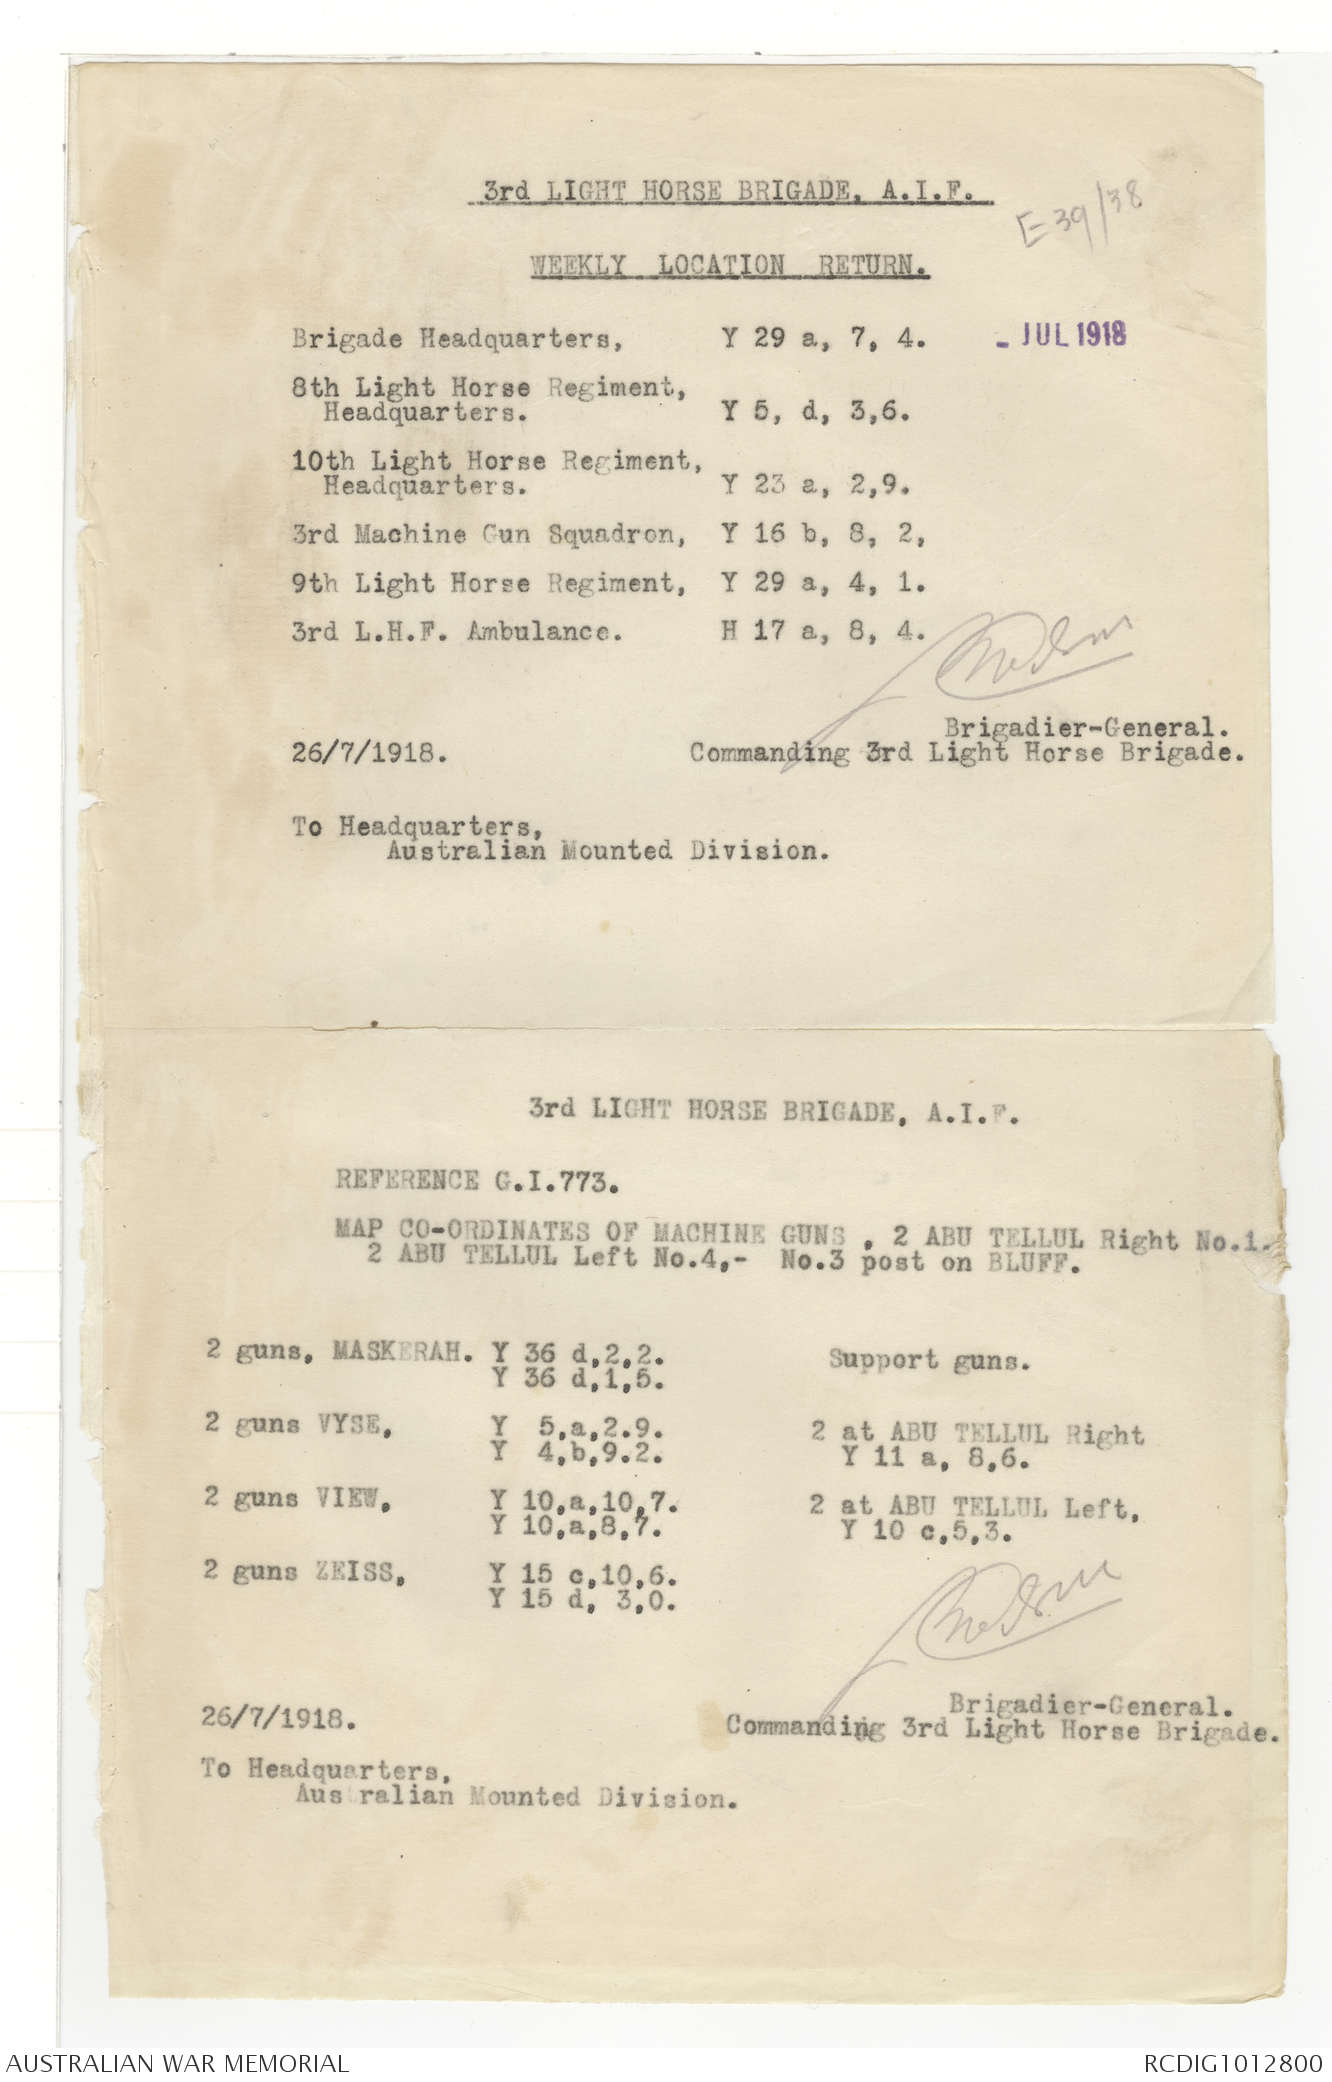 3rd LIGHT HORSE BRIGADE, A.I.F.
E 39/38
WEEKLY LOCATION RETURN.
Brigade Headquarters, Y 29 a, 7, 4. - JUL 1918
8th Light Horse Regiment,
Headquarters. Y 5, d, 3,6.
10th Light Horse Regiment,
Headquarters. Y 23 a, 2,9.
3rd Machine Gun Squadron, Y 16 b, 8, 2,
9th Light Horse Regiment, Y 29 a, 4, 1.
3rd L.H.F. Ambulance. H 17 a, 8, 4.
Brigadier-General.
26/7/1918. Commanding 3rd Light Horse Brigade.
To Headquarters,
Australian Mounted Division.
3rd LIGHT HORSE BRIGADE, A.I.F.
REFERENCE G.I.773.
MAP CO-ORDINATES OF MACHINE GUNS , 2 ABU TELLUL Right No.1.
2 ABU TELLUL Left No.4,- No.3 post on BLUFF.
2 guns, MASKERAH. Y 36 d,2,2. Support guns.
Y 36 d,1,5.
2 guns VYSE, Y 5,a,2.9. 2 at ABU TELLUL Right
Y 4,b,9.2. Y 11 a, 8,6.
2 guns VIEW, Y 10,a,10,7. 2 at ABU TELLUL Left,
Y 10,a,8,7. Y 10 c,5,3.
2 guns ZEISS, Y 15 c,10,6.
Y 15 d, 3,0.
Brigadier-General.
26/7/1918. Commanding 3rd Light Horse Brigade.
To Headquarters,
Australian Mounted Division.
AUSTRALIAN WAR MEMORIAL RCDIG1012800